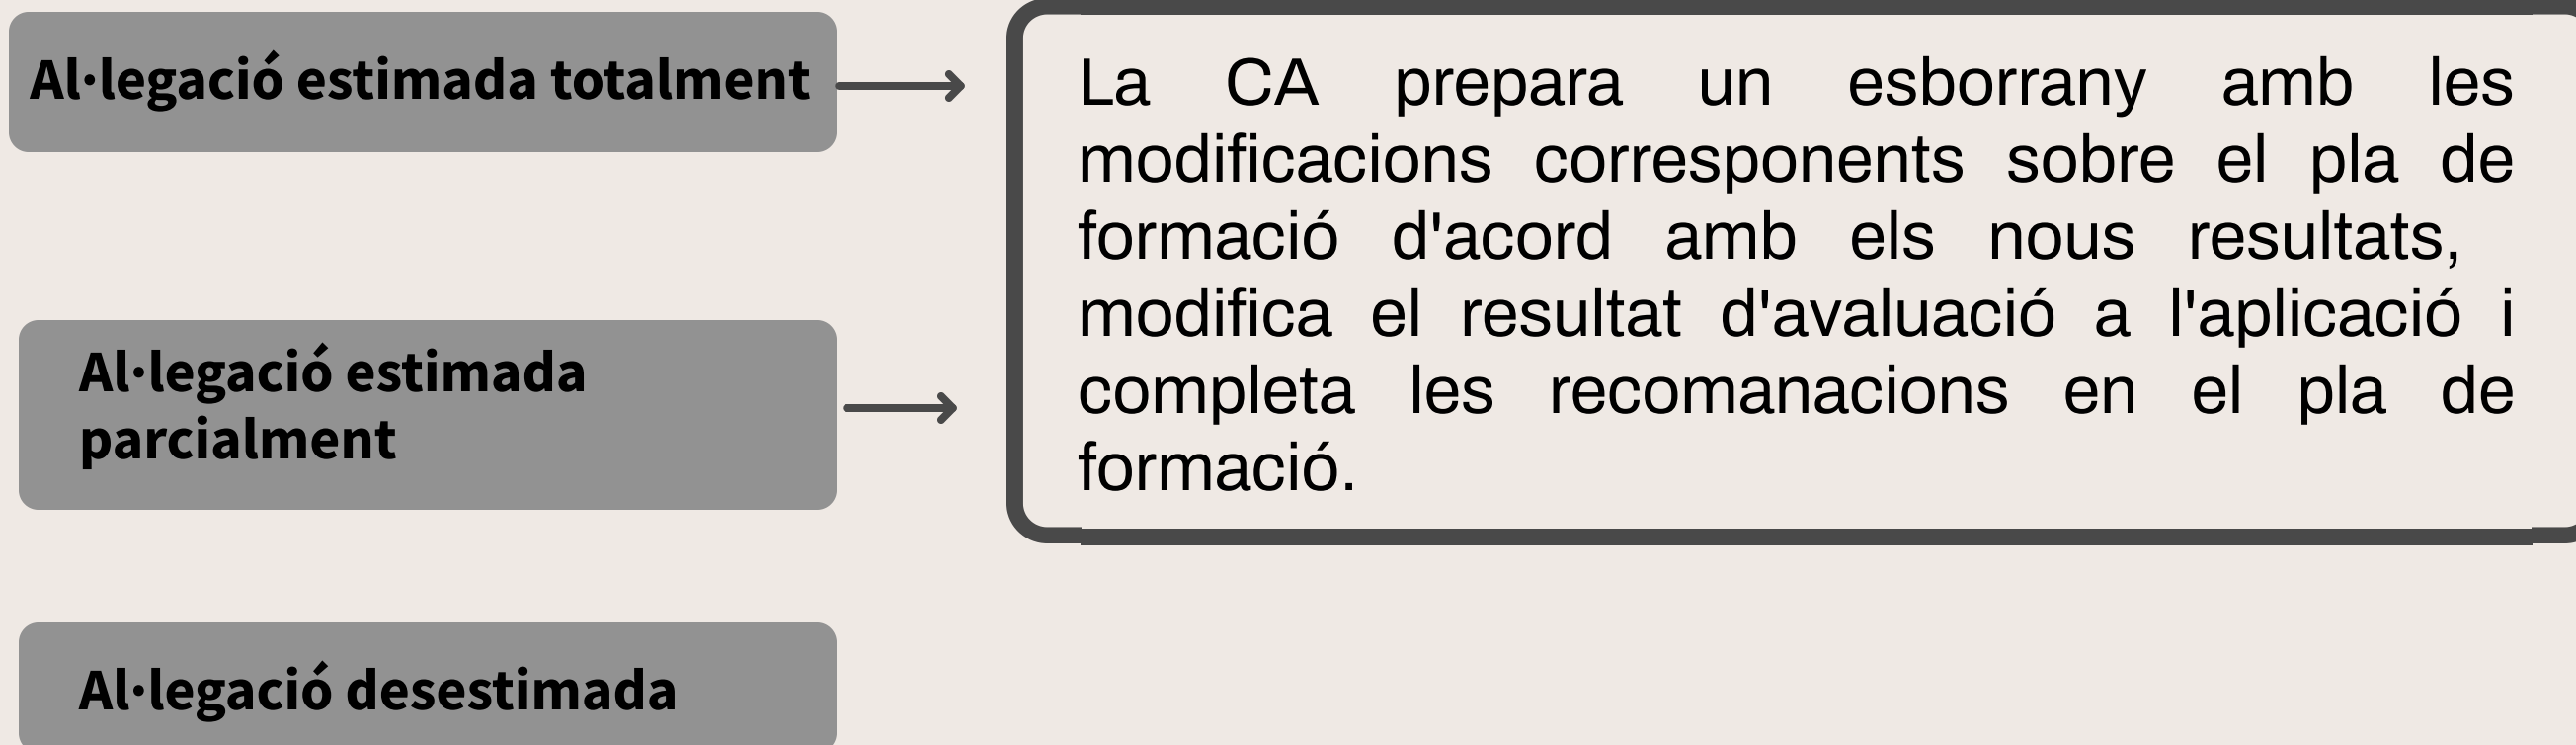 Al·legació estimada totalment
La CA prepara un esborrany amb les
modificacions corresponents sobre el pla de
formació d'acord amb els nous resultats,
modifica el resultat d'avaluació a l'aplicació i
completa les recomanacions en el pla de
formació.
Al·legació estimada
parcialment
Al·legació desestimada